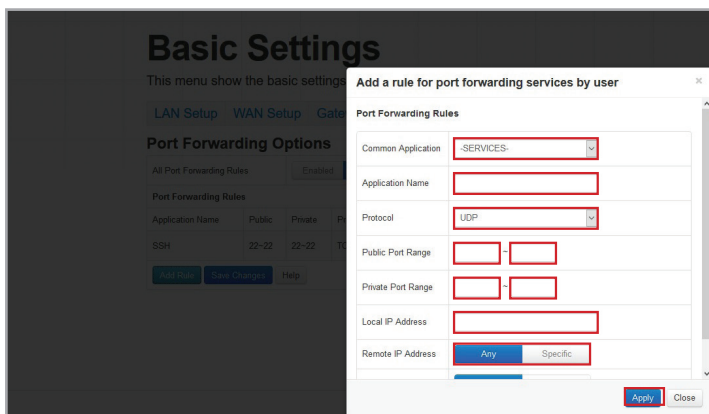 Basic Settings
This menu show the basic settings
LAN Setup WAN Setup Gate
Port Forwarding Options
All Port Forwarding Rules Enabled
Port Forwarding Rules
Application Name Public Private Pr
SSH 22~22 22~22 TC
Add Rule Save Changes Help
Add a rule for port forwarding services by user ×
Port Forwarding Rules
Common Application -SERVICES-
Application Name
Protocol UDP
Public Port Range ~
Private Port Range ~
Local IP Address
Remote IP Address Any Specific
Apply Close